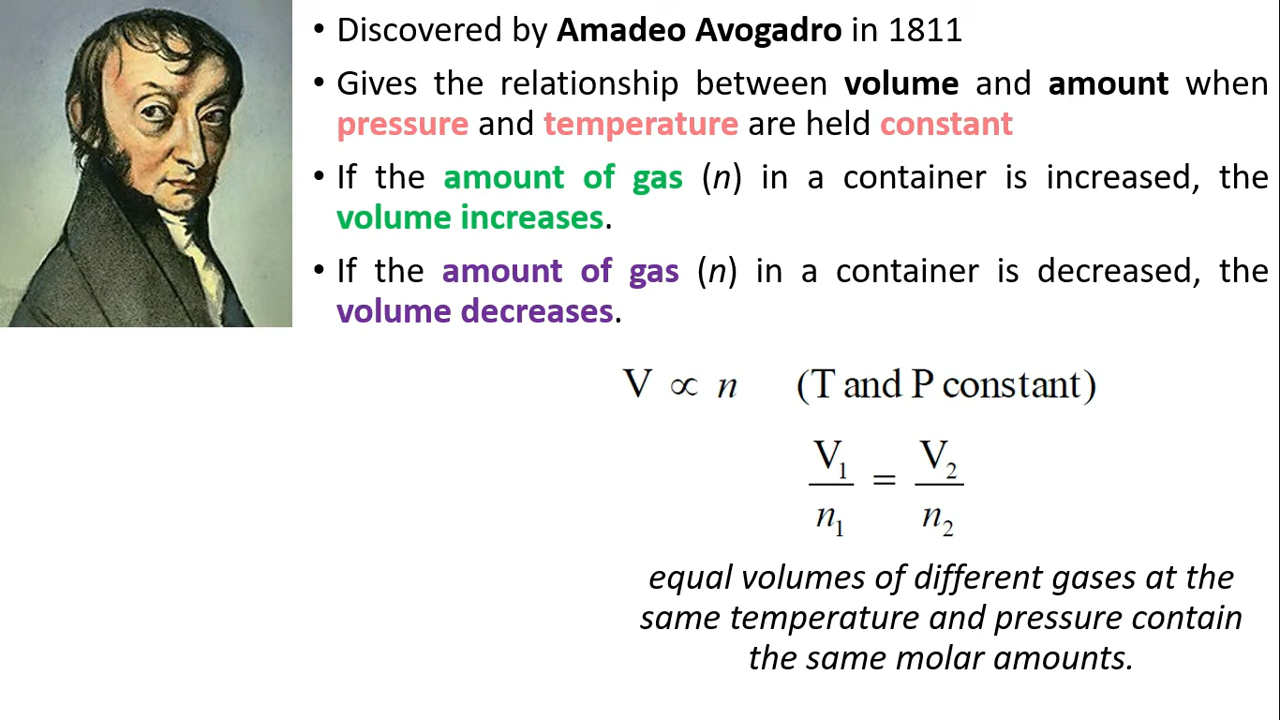 • Discovered by Amadeo Avogadro in 1811
• Gives the relationship between volume and amount when
pressure and temperature are held constant
• If the amount of gas (n) in a container is increased, the
volume increases.
• If the amount of gas (n) in a container is decreased, the
volume decreases.
V ∝ n (T and P constant)
V₁/n₁ = V₂/n₂
equal volumes of different gases at the
same temperature and pressure contain
the same molar amounts.